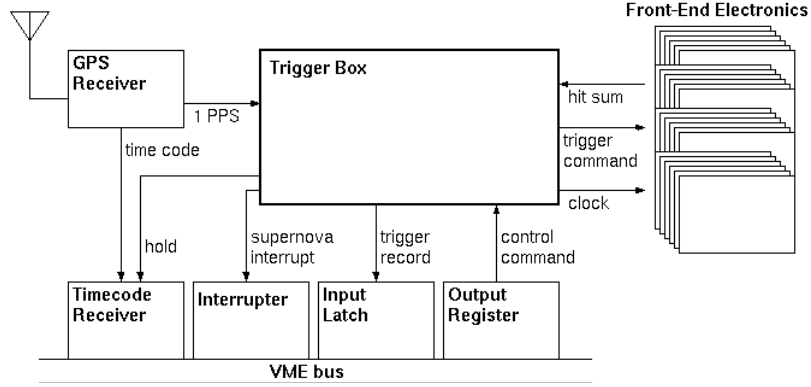 Front-End Electronics
GPS
Receiver
Trigger Box
1 PPS
hit sum
trigger
command
time code
clock
hold
supernova
interrupt
trigger
record
control
command
Timecode
Receiver
Interrupter
Input
Latch
Output
Register
VME bus